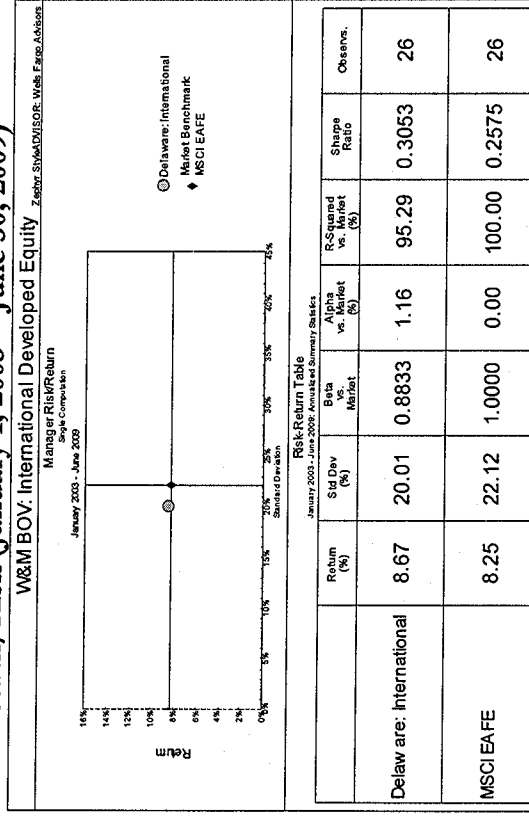 W&M BOV: International Developed Equity
Zephyr StyleADVISOR: Wells Fargo Advisors
Manager Risk/Return
Single Computation
January 2003 - June 2009
Return
16%
14%
12%
10%
8%
6%
4%
2%
0%
0%
5%
10%
15%
20%
25%
30%
35%
40%
45%
Standard Deviation
Delaware: International
Market Benchmark:
MSCI EAFE
Risk-Return Table
January 2003 - June 2009: Annualized Summary Statistics
Return (%) Std Dev (%) Beta vs. Market Alpha vs. Market (%) R-Squared vs. Market (%) Sharpe Ratio Observs.
Delaware: International 8.67 20.01 0.8833 1.16 95.29 0.3053 26
MSCI EAFE 8.25 22.12 1.0000 0.00 100.00 0.2575 26